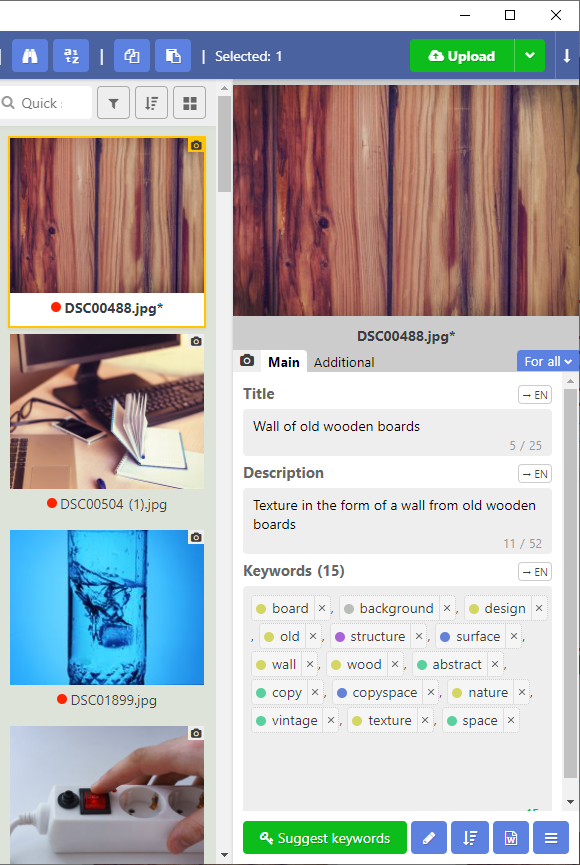 Selected: 1
Upload
Quick
DSC00488.jpg*
DSC00504 (1).jpg
DSC01899.jpg
DSC00488.jpg*
Main
Additional
For all
Title
→ EN
Wall of old wooden boards
5 / 25
Description
→ EN
Texture in the form of a wall from old wooden
boards
11 / 52
Keywords (15)
→ EN
board ×, background ×, design ×
, old ×, structure ×, surface ×,
wall ×, wood ×, abstract ×,
copy ×, copyspace ×, nature ×,
vintage ×, texture ×, space ×
Suggest keywords